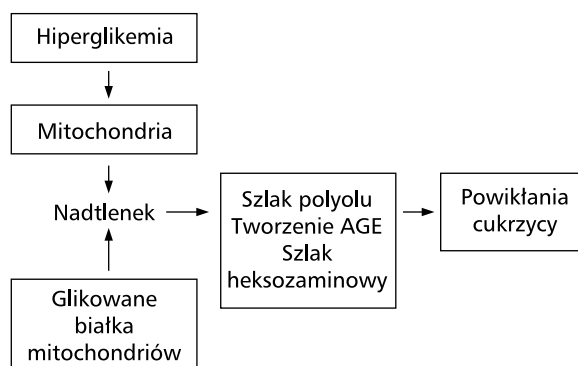 Hiperglikemia
Mitochondria
Nadtlenek
Glikowane
białka
mitochondriów
Szlak polyolu
Tworzenie AGE
Szlak
heksozaminowy
Powikłania
cukrzycy